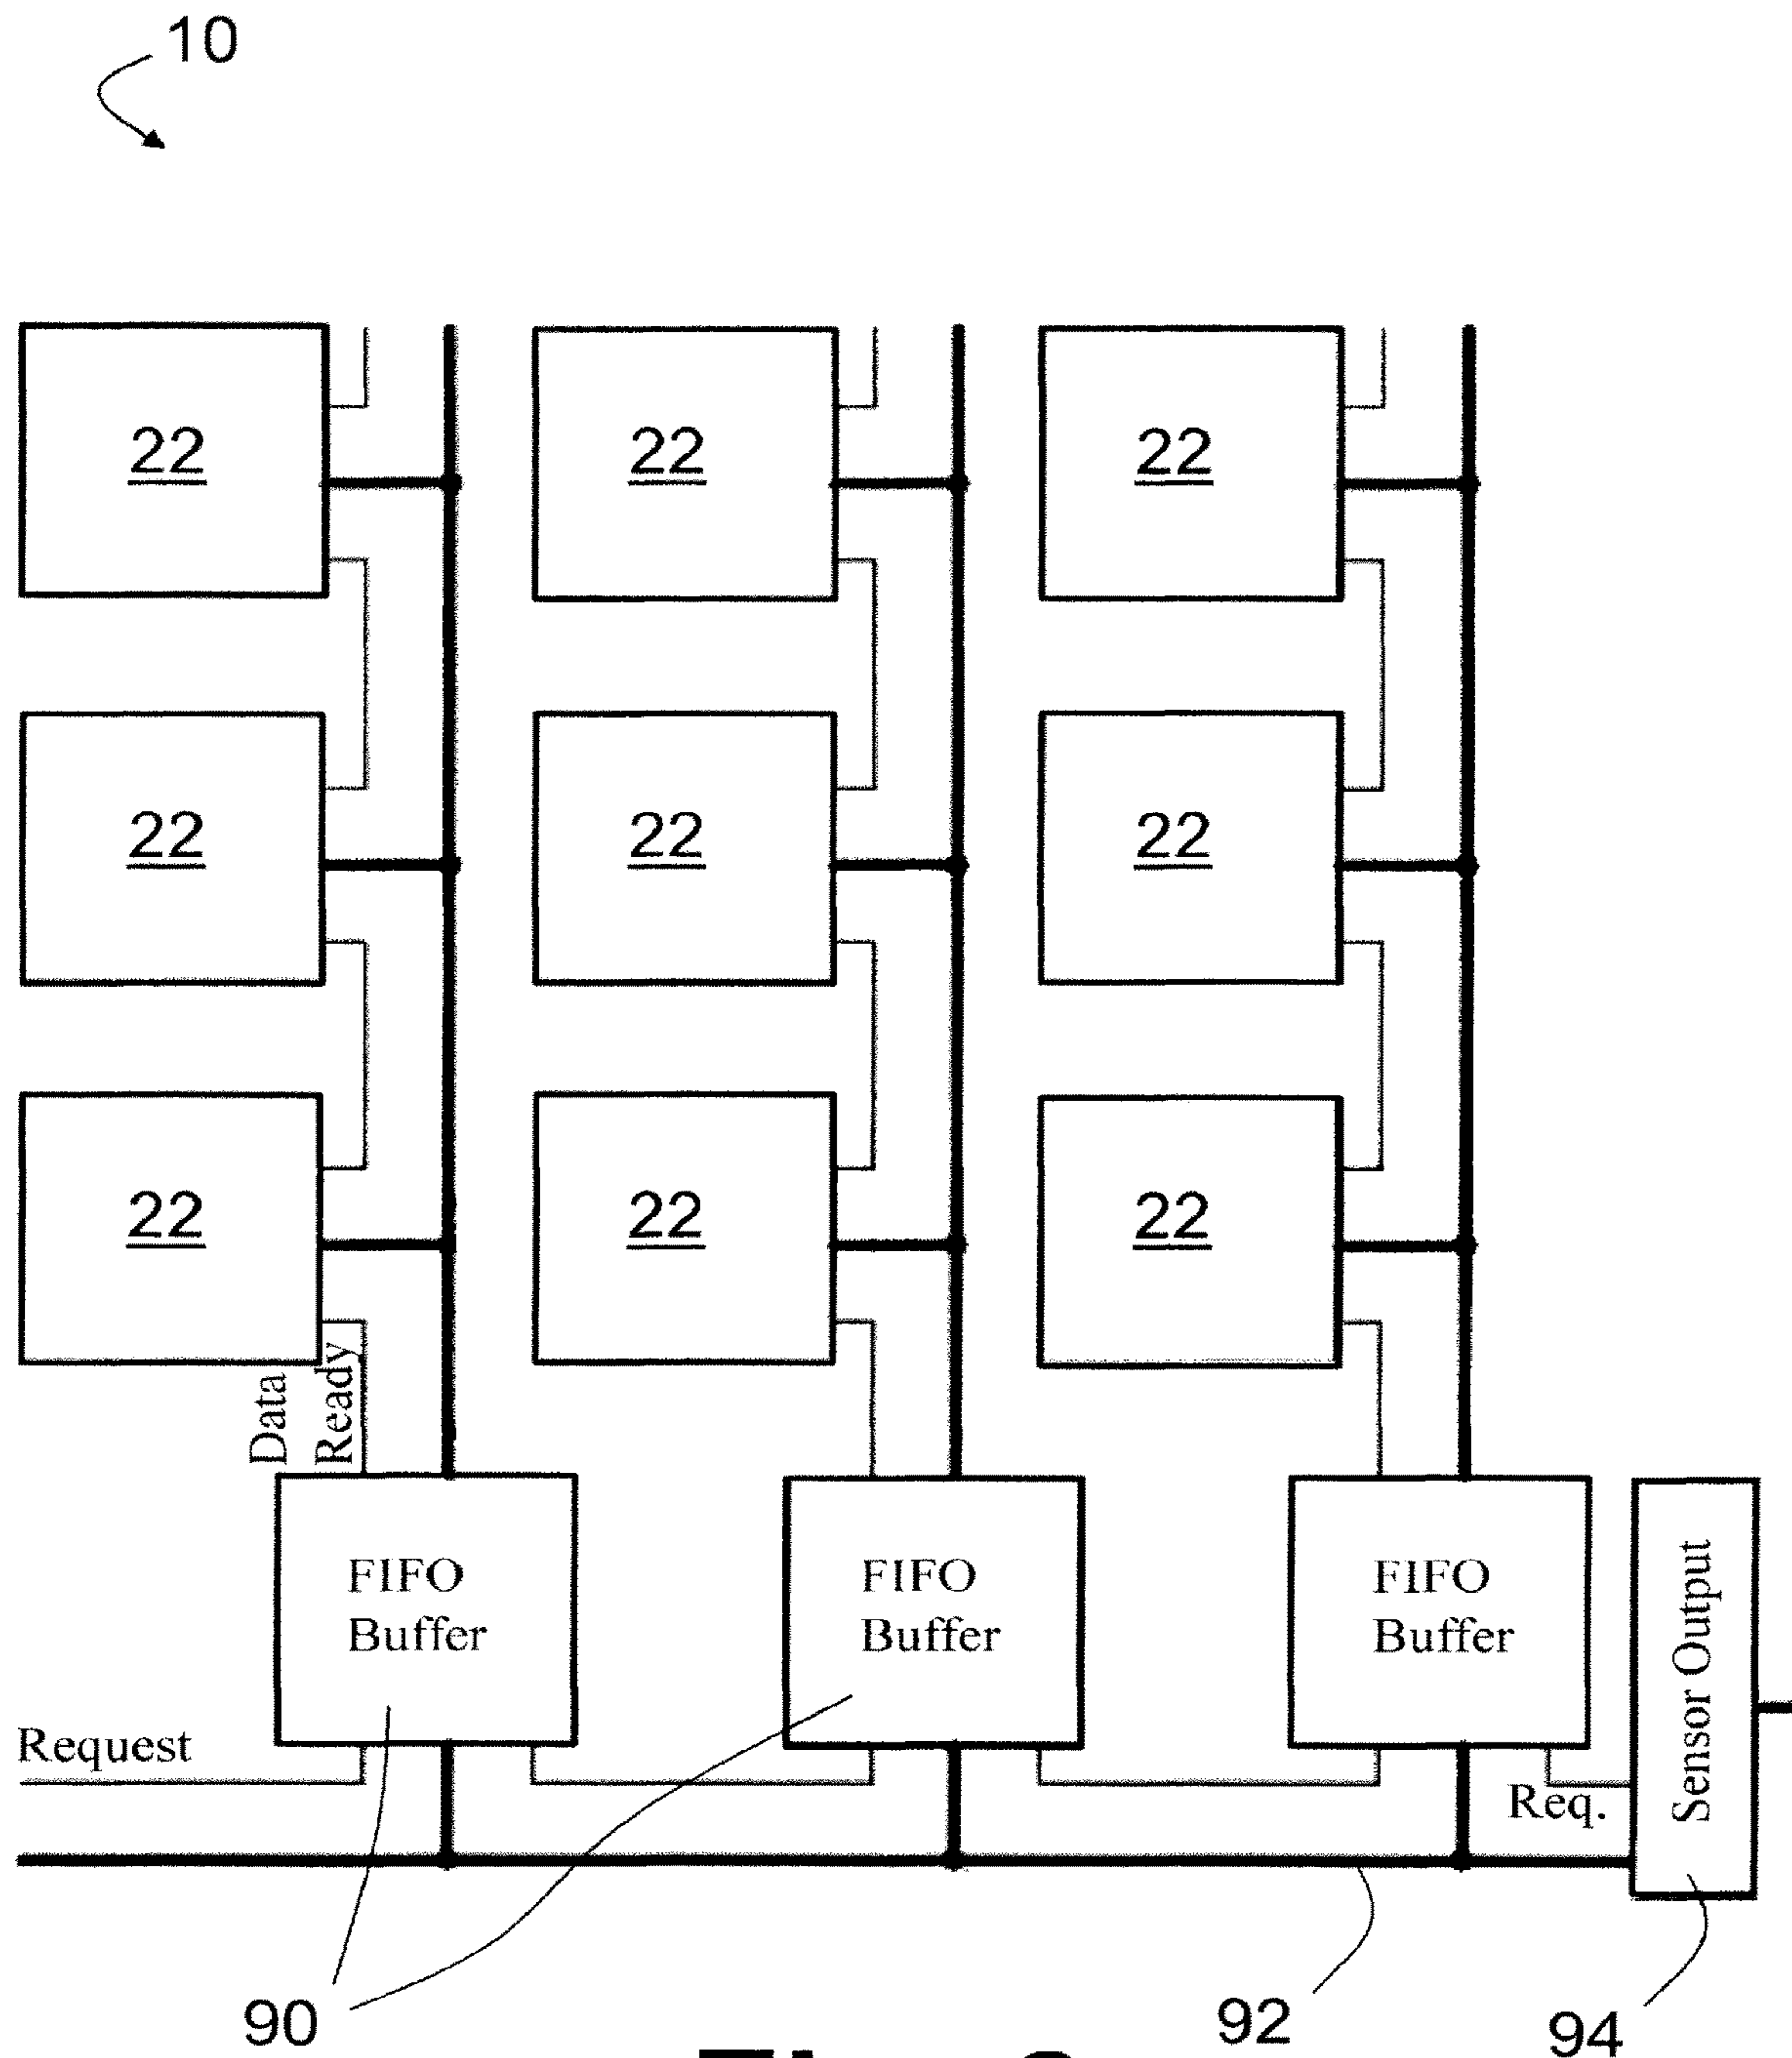 10
22 22 22
22 22 22
22 22 22
Data
Ready
FIFO
Buffer
FIFO
Buffer
FIFO
Buffer
Sensor Output
Request
Req.
90
92
94